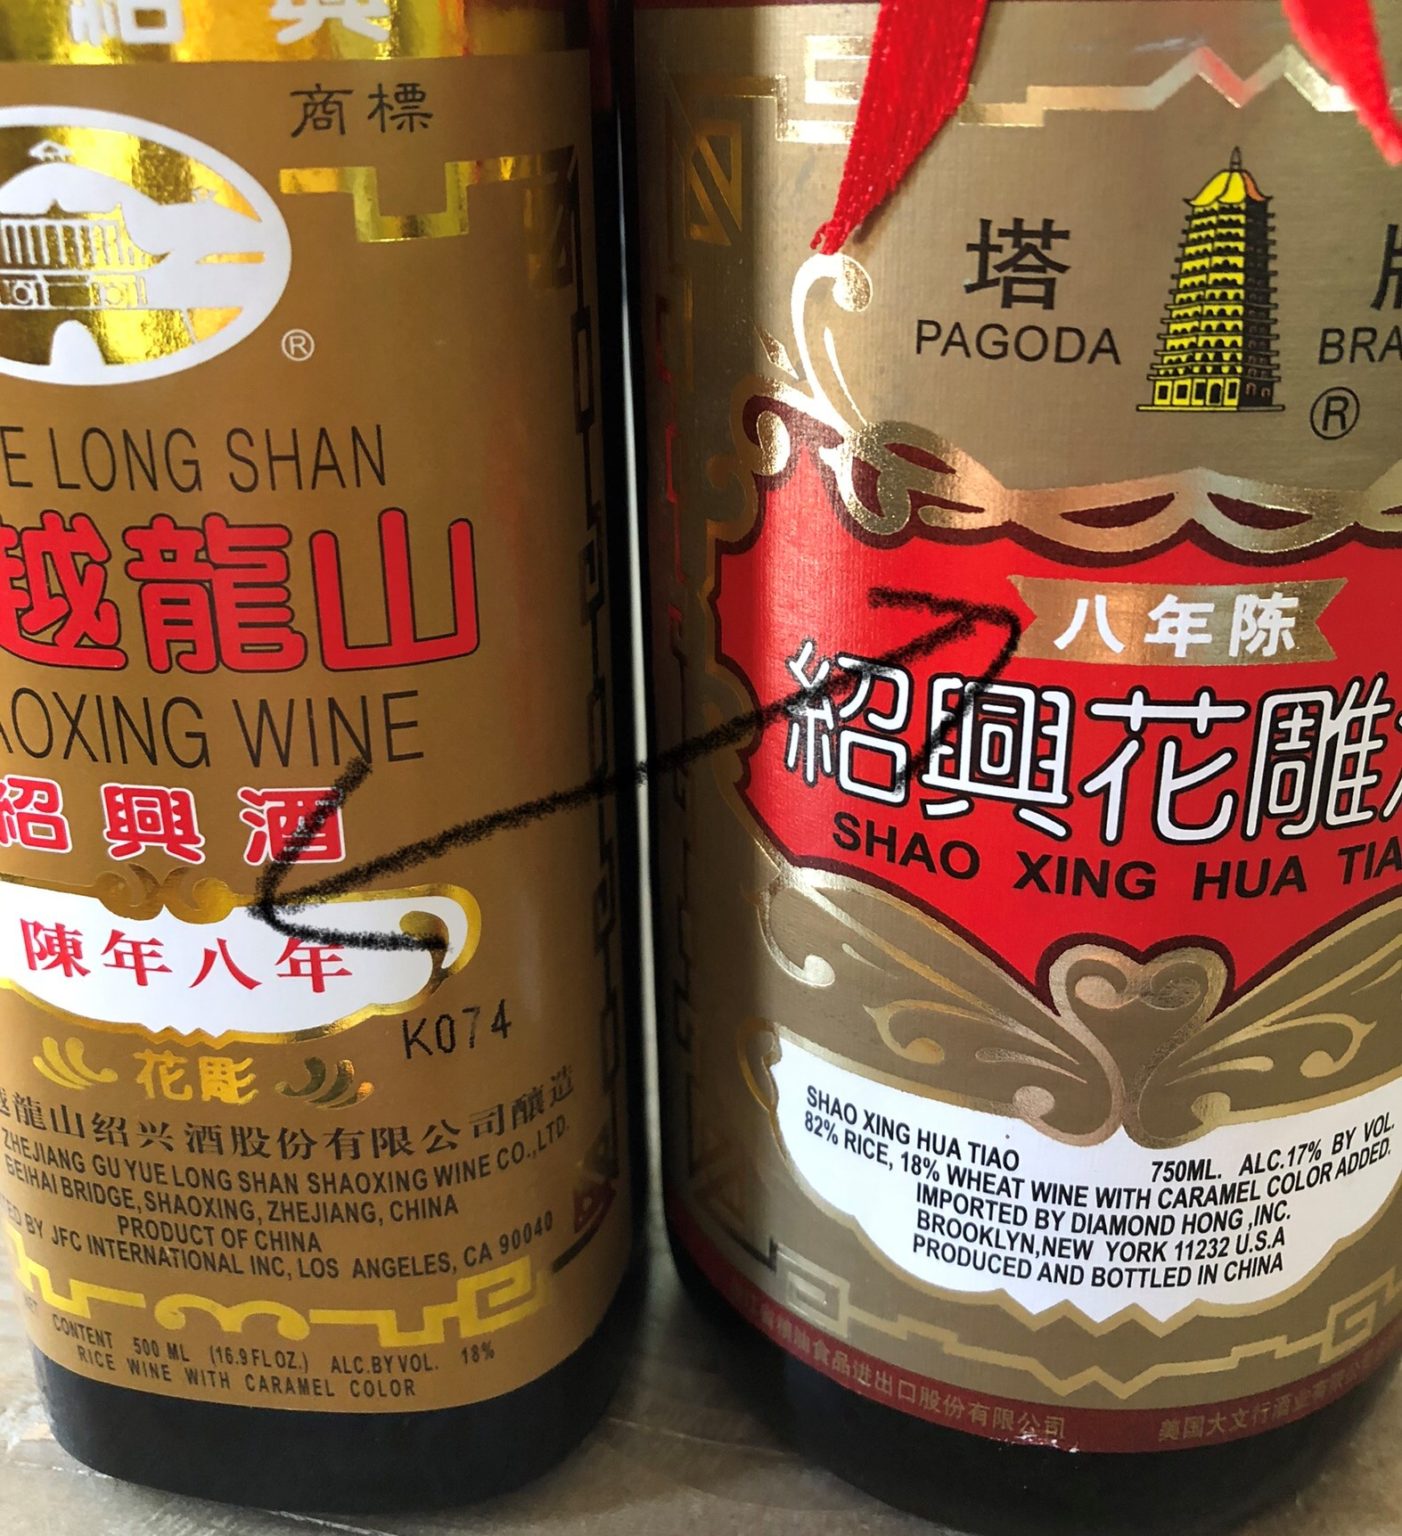 紹興
商標
®
E LONG SHAN
越龍山
AOXING WINE
紹興酒
陳年八年
K074
花彫
越龍山绍兴酒股份有限公司釀造
ZHEJIANG GU YUE LONG SHAN SHAOXING WINE CO.,LTD.
BEIHAI BRIDGE, SHAOXING, ZHEJIANG, CHINA
PRODUCT OF CHINA
TED BY JFC INTERNATIONAL INC, LOS ANGELES, CA 90040
CONTENT 500 ML (16.9 FL OZ.) ALC.BY VOL. 18%
RICE WINE WITH CARAMEL COLOR
塔
PAGODA BRA
®
八年陈
紹興花雕
SHAO XING HUA TIA
SHAO XING HUA TIAO 750ML. ALC.17% BY VOL.
82% RICE, 18% WHEAT WINE WITH CARAMEL COLOR ADDED.
IMPORTED BY DIAMOND HONG ,INC.
BROOKLYN,NEW YORK 11232 U.S.A
PRODUCED AND BOTTLED IN CHINA
食品进出口股份有限公司 美国大文行酒业有限公司